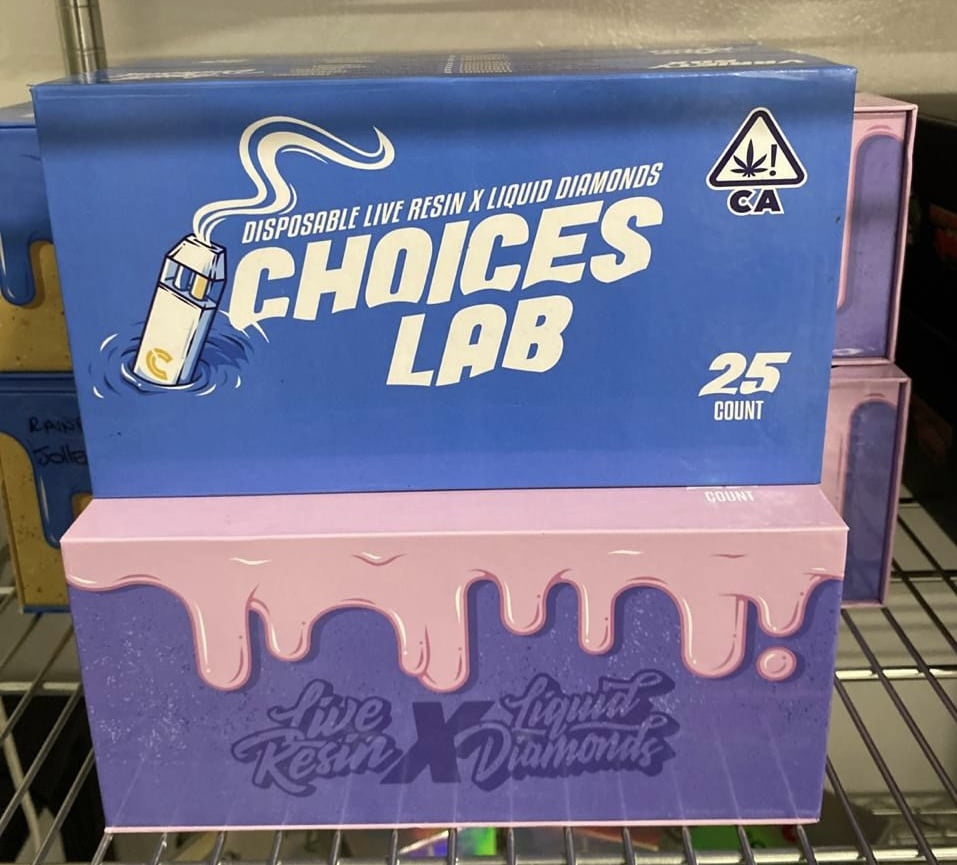 DISPOSABLE LIVE RESIN X LIQUID DIAMONDS
CHOICES
LAB
CA
25
COUNT
COUNT
Live Resin X Liquid Diamonds